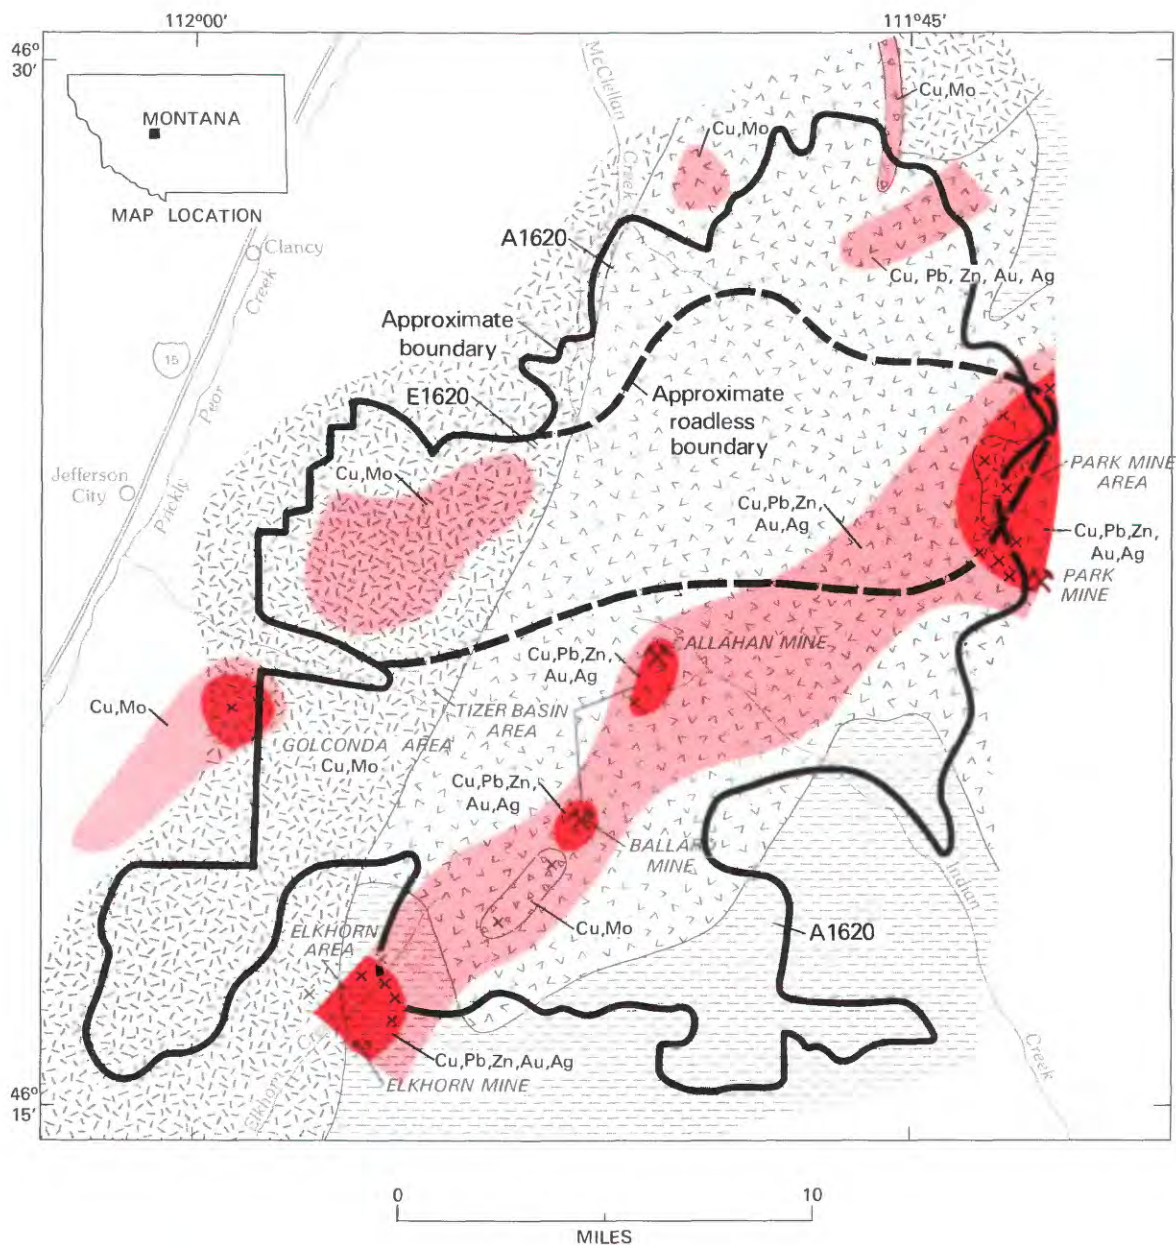 112°00'
111°45'
46°
30'
MONTANA
MAP LOCATION
McClellan
Creek
Cu,Mo
Cu,Mo
A1620
Clancy
Creek
Cu, Pb, Zn, Au, Ag
Approximate
boundary
15
E1620
Approximate
roadless
boundary
Peor
Prickly
Jefferson
City
Cu,Mo
PARK MINE
AREA
Cu,Pb,Zn,
Au,Ag
Cu,Pb,Zn,
Au,Ag
PARK
MINE
CALLAHAN MINE
Cu,Pb,Zn,
Au,Ag
Cu,Mo
TIZER BASIN
AREA
GOLCONDA AREA
Cu,Mo
Cu,Pb,Zn,
Au,Ag
BALLARD
MINE
Indian
Creek
Cu,Mo
A1620
ELKHORN
AREA
Cu,Pb,Zn,Au,Ag
ELKHORN MINE
Elkhorn
46°
15'
0
10
MILES